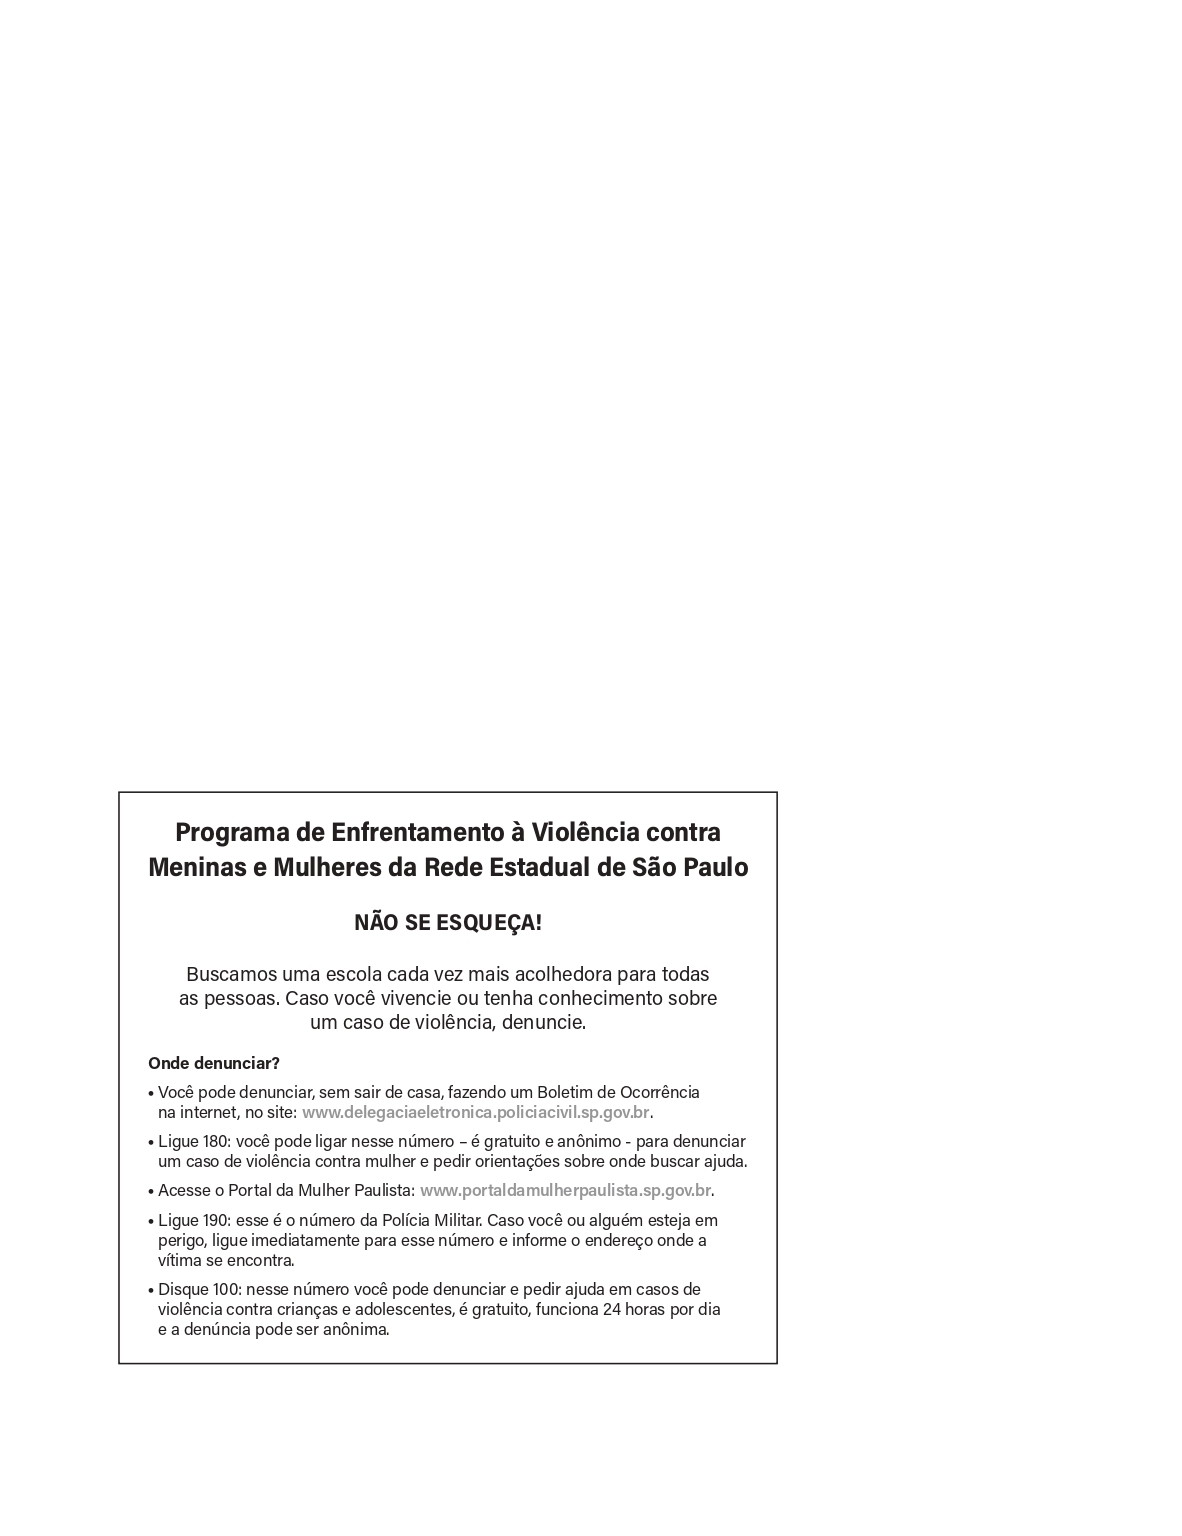 Programa de Enfrentamento à Violência contra
Meninas e Mulheres da Rede Estadual de São Paulo
NÃO SE ESQUEÇA!
Buscamos uma escola cada vez mais acolhedora para todas
as pessoas. Caso você vivencie ou tenha conhecimento sobre
um caso de violência, denuncie.
Onde denunciar?
• Você pode denunciar, sem sair de casa, fazendo um Boletim de Ocorrência
na internet, no site: www.delegaciaeletronica.policiacivil.sp.gov.br.
• Ligue 180: você pode ligar nesse número – é gratuito e anônimo - para denunciar
um caso de violência contra mulher e pedir orientações sobre onde buscar ajuda.
• Acesse o Portal da Mulher Paulista: www.portaldamulherpaulista.sp.gov.br.
• Ligue 190: esse é o número da Polícia Militar. Caso você ou alguém esteja em
perigo, ligue imediatamente para esse número e informe o endereço onde a
vítima se encontra.
• Disque 100: nesse número você pode denunciar e pedir ajuda em casos de
violência contra crianças e adolescentes, é gratuito, funciona 24 horas por dia
e a denúncia pode ser anônima.